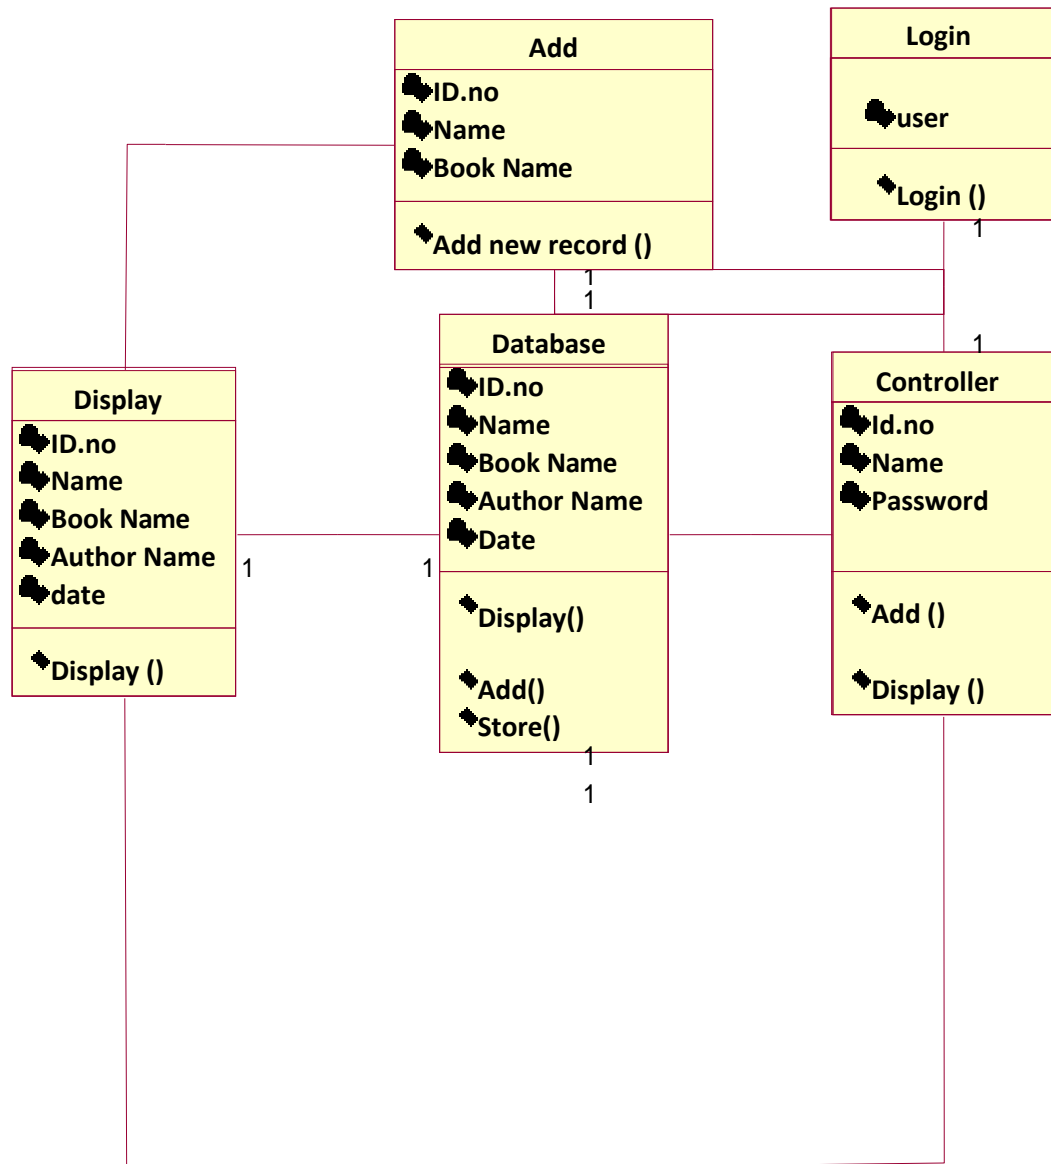 Add
ID.no
Name
Book Name
Add new record ()
1
1
Login
user
Login ()
1
1
Display
ID.no
Name
Book Name
Author Name
date
Display ()
1
1
Database
ID.no
Name
Book Name
Author Name
Date
Display()
Add()
Store()
1
1
Controller
Id.no
Name
Password
Add ()
Display ()